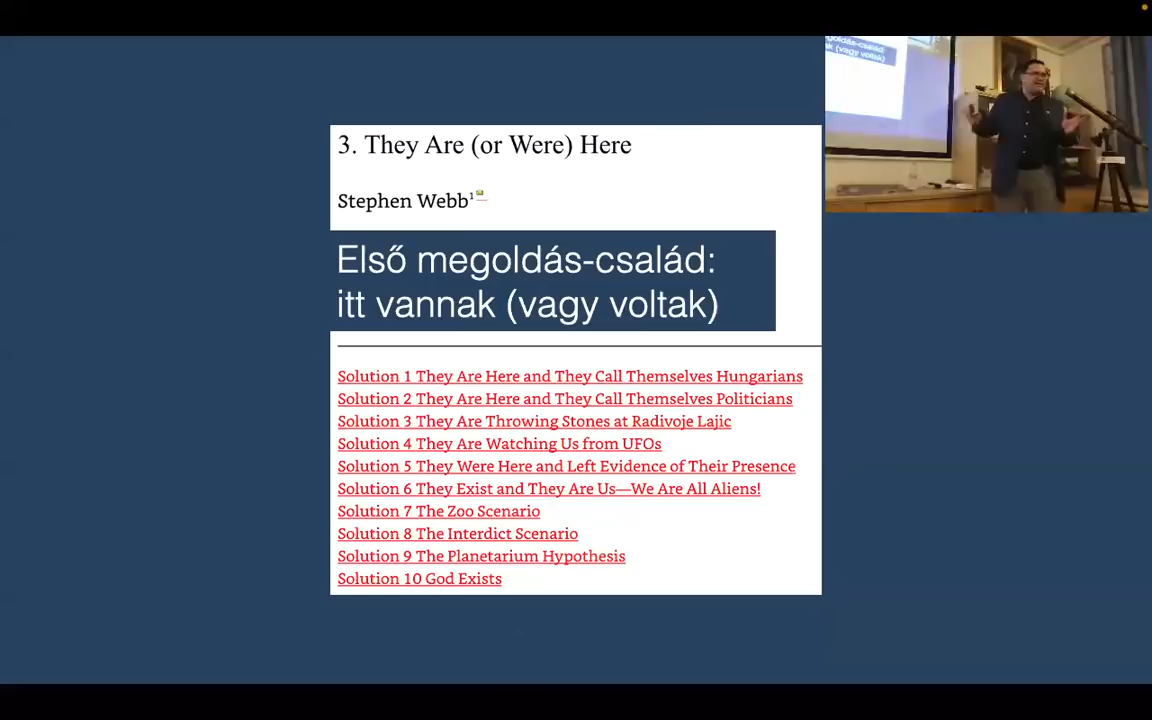 3. They Are (or Were) Here
Stephen Webb1
Első megoldás-család:
itt vannak (vagy voltak)
Solution 1 They Are Here and They Call Themselves Hungarians
Solution 2 They Are Here and They Call Themselves Politicians
Solution 3 They Are Throwing Stones at Radivoje Lajic
Solution 4 They Are Watching Us from UFOs
Solution 5 They Were Here and Left Evidence of Their Presence
Solution 6 They Exist and They Are Us—We Are All Aliens!
Solution 7 The Zoo Scenario
Solution 8 The Interdict Scenario
Solution 9 The Planetarium Hypothesis
Solution 10 God Exists
(vagy voltak)